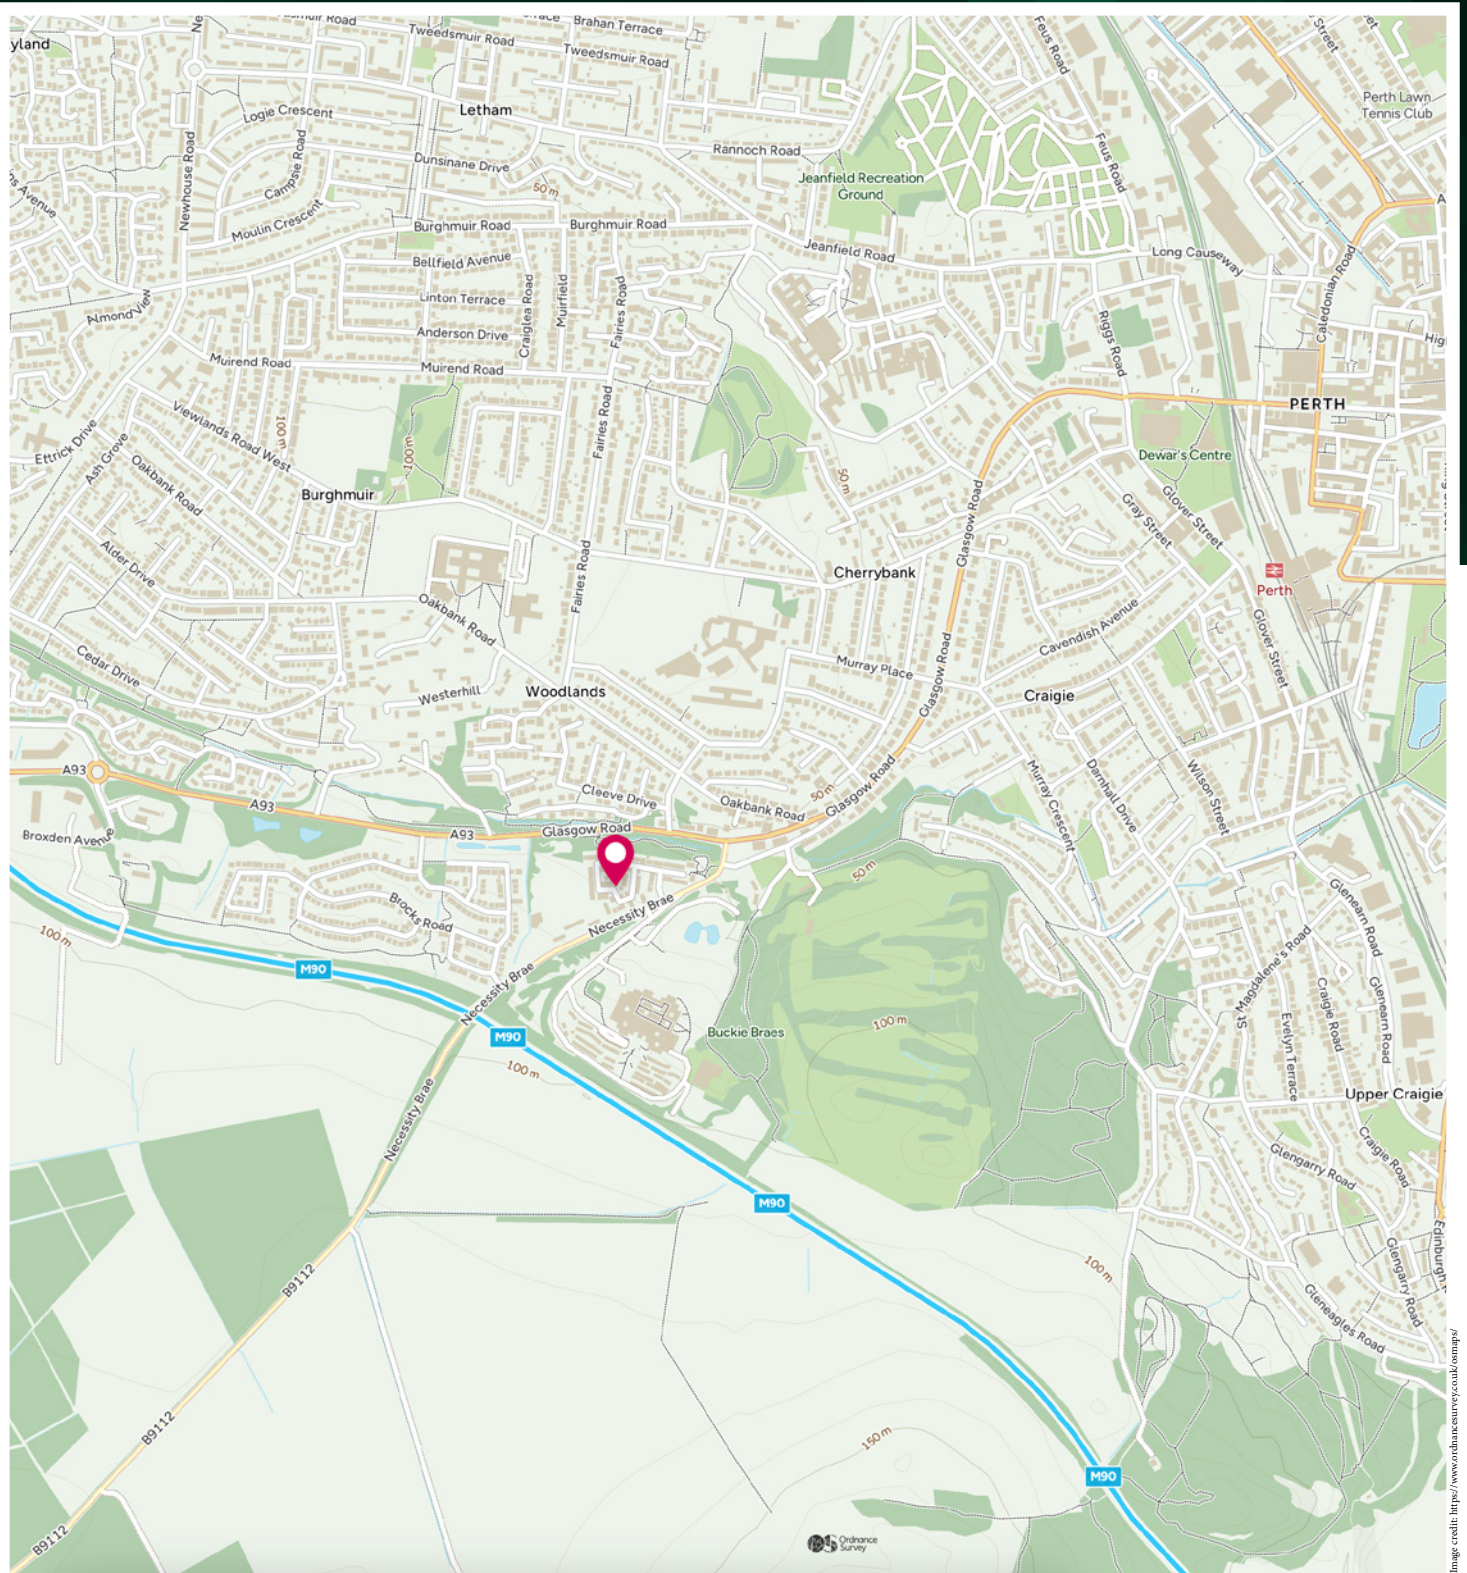 Brahan Terrace
Tweedsmuir Road
Tweedsmuir Road
Feus Road
Street
yland
Letham
Logie Crescent
Campsie Road
Newhouse Road
Dunsinane Drive
50 m
Rannoch Road
Jeanfield Recreation
Ground
Feus Road
Perth Lawn
Tennis Club
Avenue
Moulin Crescent
Burghmuir Road
Burghmuir Road
Jeanfield Road
Long Causeway
Caledonian Road
Bellfield Avenue
Linton Terrace
Anderson Drive
Craiglea Road
Muirfield
Fairies Road
Almond View
Riggs Road
Hig
Muirend Road
Muirend Road
PERTH
Viewlands Road West
100 m
100 m
Fairies Road
Ettrick Drive
Ash Grove
Oakbank Road
Burghmuir
50 m
Dewar's Centre
Glover Street
Gray Street
Glasgow Road
Alder Drive
Fairies Road
Cherrybank
Perth
Oakbank Road
Cavendish Avenue
Glover Street
Cedar Drive
Murray Place
Glasgow Road
Westerhill
Woodlands
Craigie
A93
A93
A93
Cleeve Drive
Oakbank Road
50 m
Glasgow Road
Glasgow Road
Murray Crescent
Darnhall Drive
Wilson Street
Broxden Avenue
50 m
Brocks Road
Necessity Brae
Glenearn Road
100 m
M90
Necessity Brae
St Magdalene's Road
Craigie Road
Glenearn Road
Evelyn Terrace
M90
100 m
Buckie Braes
100 m
Necessity Brae
Upper Craigie
Craigie Road
Glengarry Road
M90
Edinburgh
Glengarry Road
100 m
B9112
Gleneagles Road
B9112
150 m
M90
B9112
Ordnance
Survey
Image credit: https://www.ordnancesurvey.co.uk/osmaps/